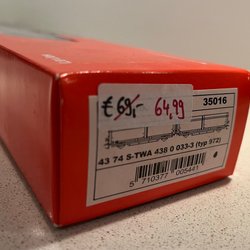 35016
€ 69,- 64,99
43 74 S-TWA 438 0 033-3 (typ 972)
5 710377 005441